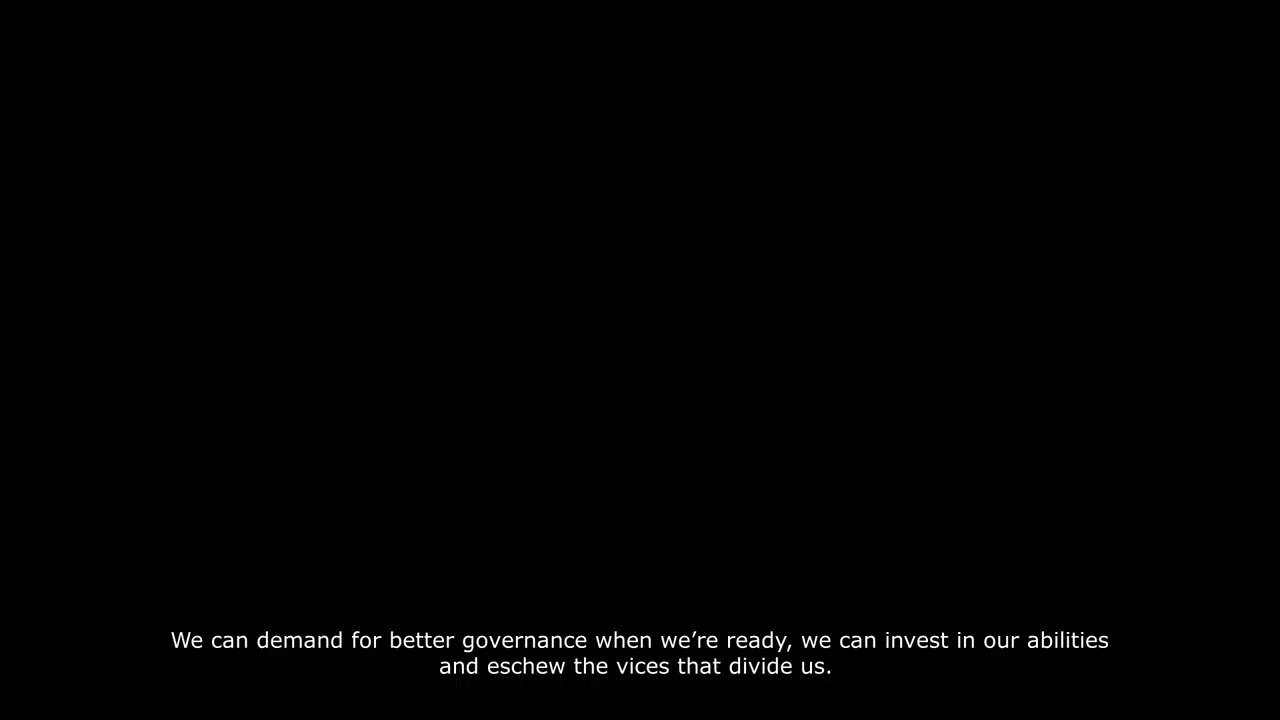 We can demand for better governance when we’re ready, we can invest in our abilities
and eschew the vices that divide us.